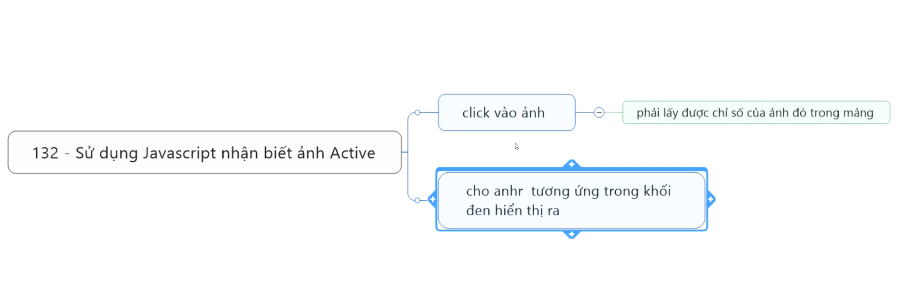 132 - Sử dụng Javascript nhận biết ảnh Active
click vào ảnh
phải lấy được chỉ số của ảnh đó trong mảng
cho anhr tương ứng trong khối
đen hiển thị ra